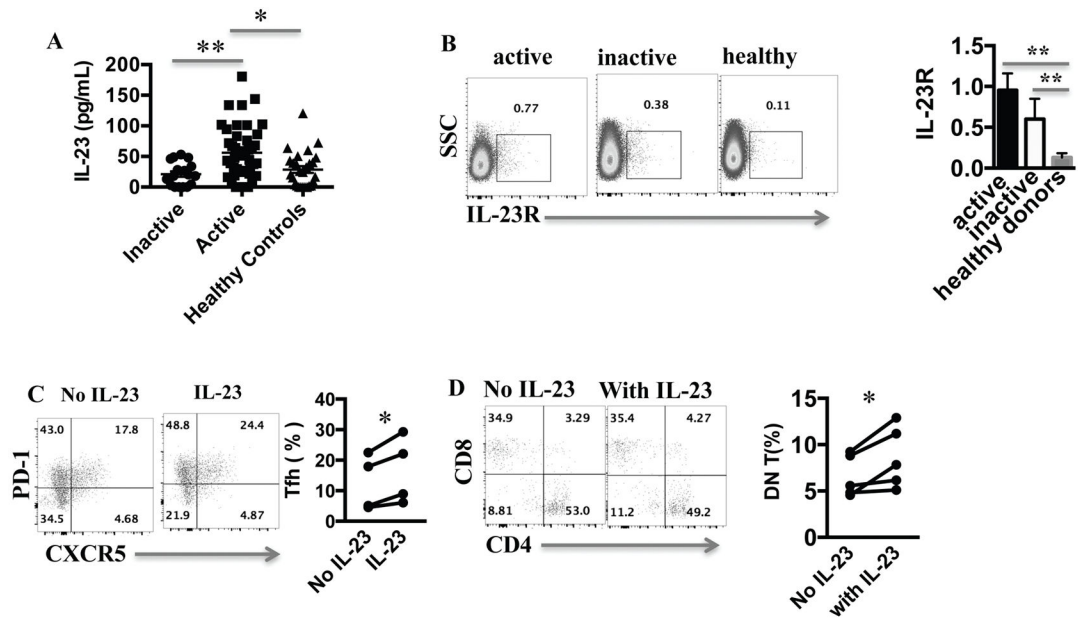 A
IL-23 (pg/mL)
200
150
100
50
0
**
*
Inactive
Active
Healthy Controls
B
active
inactive
healthy
0.77
0.38
0.11
SSC
IL-23R
IL-23R
1.5
1.0
0.5
0.0
**
**
active
inactive
healthy donors
C
No IL-23
IL-23
43.0
17.8
34.5
4.68
48.8
24.4
21.9
4.87
PD-1
CXCR5
Tfh ( % )
40
30
20
10
0
*
No IL-23
IL-23
D
No IL-23
With IL-23
34.9
3.29
8.81
53.0
35.4
4.27
11.2
49.2
CD8
CD4
DN T(%)
15
10
5
0
*
No IL-23
with IL-23